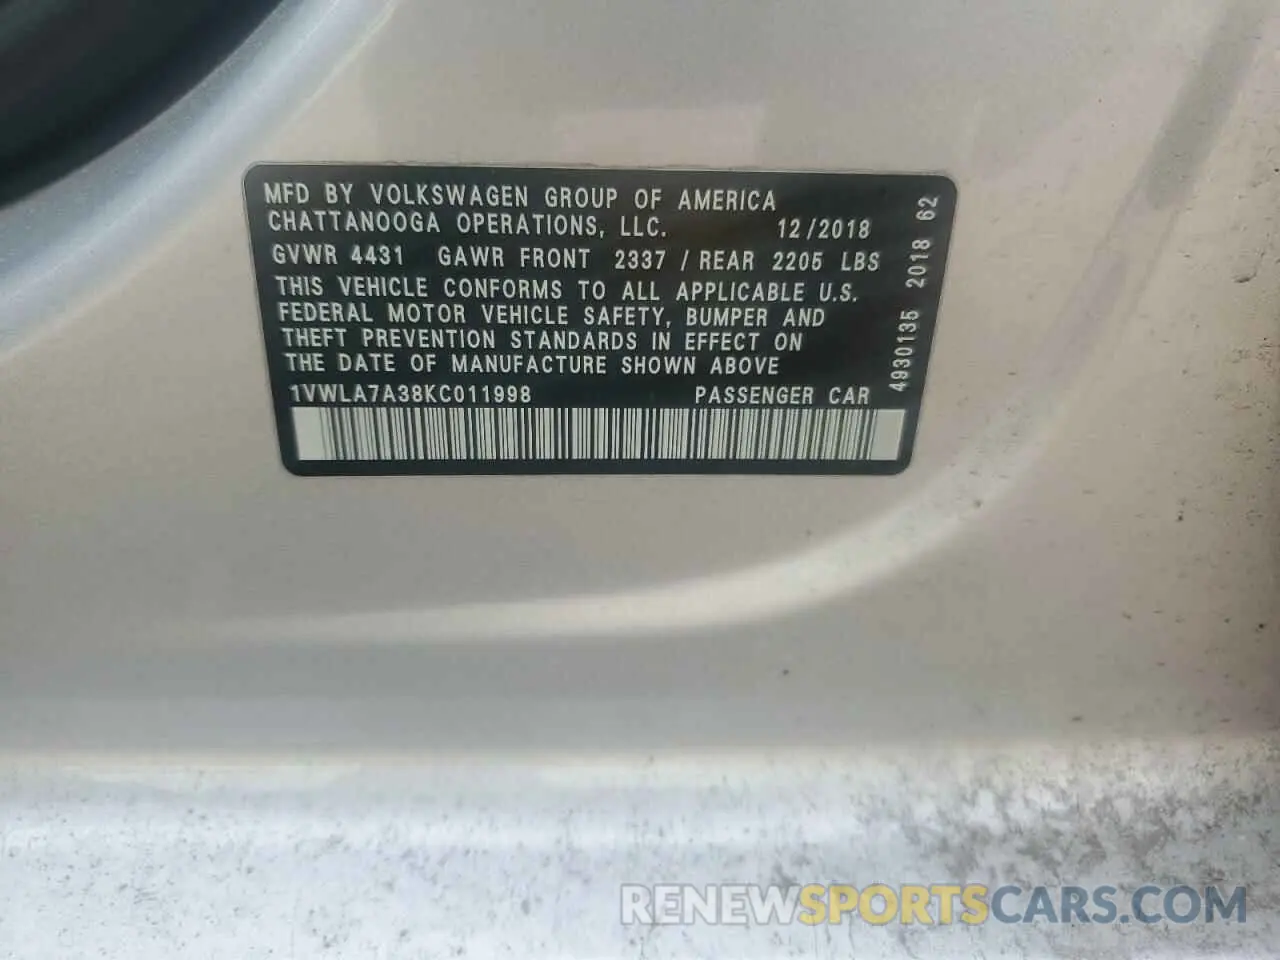 MFD BY VOLKSWAGEN GROUP OF AMERICA
CHATTANOOGA OPERATIONS, LLC. 12/2018
GVWR 4431 GAWR FRONT 2337 / REAR 2205 LBS
THIS VEHICLE CONFORMS TO ALL APPLICABLE U.S.
FEDERAL MOTOR VEHICLE SAFETY, BUMPER AND
THEFT PREVENTION STANDARDS IN EFFECT ON
THE DATE OF MANUFACTURE SHOWN ABOVE
1VWLA7A38KC011998 PASSENGER CAR
4930135 2018 62
RENEWSPORTSCARS.COM